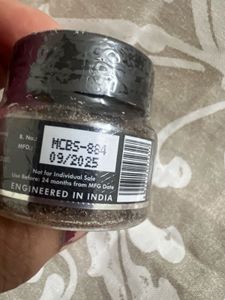 B. No.: MCBS-884
MFD.: 09/2025
Not for Individual Sale
Use Before: 24 months from MFG Date
ENGINEERED IN INDIA